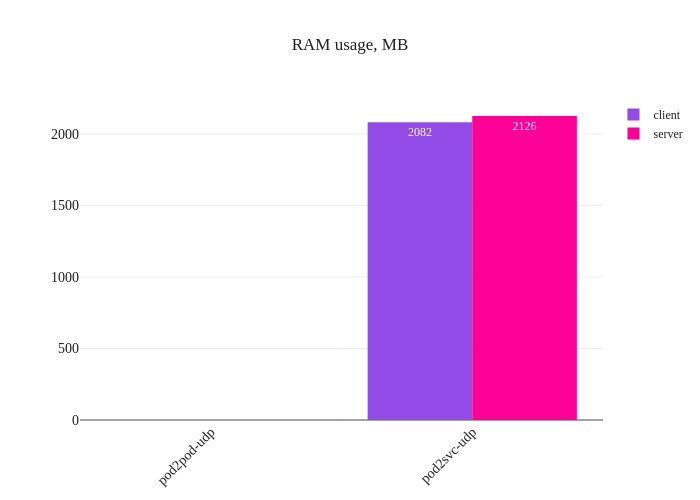 RAM usage, MB
client
server
2000
1500
1000
500
0
2082
2126
pod2pod-udp
pod2svc-udp